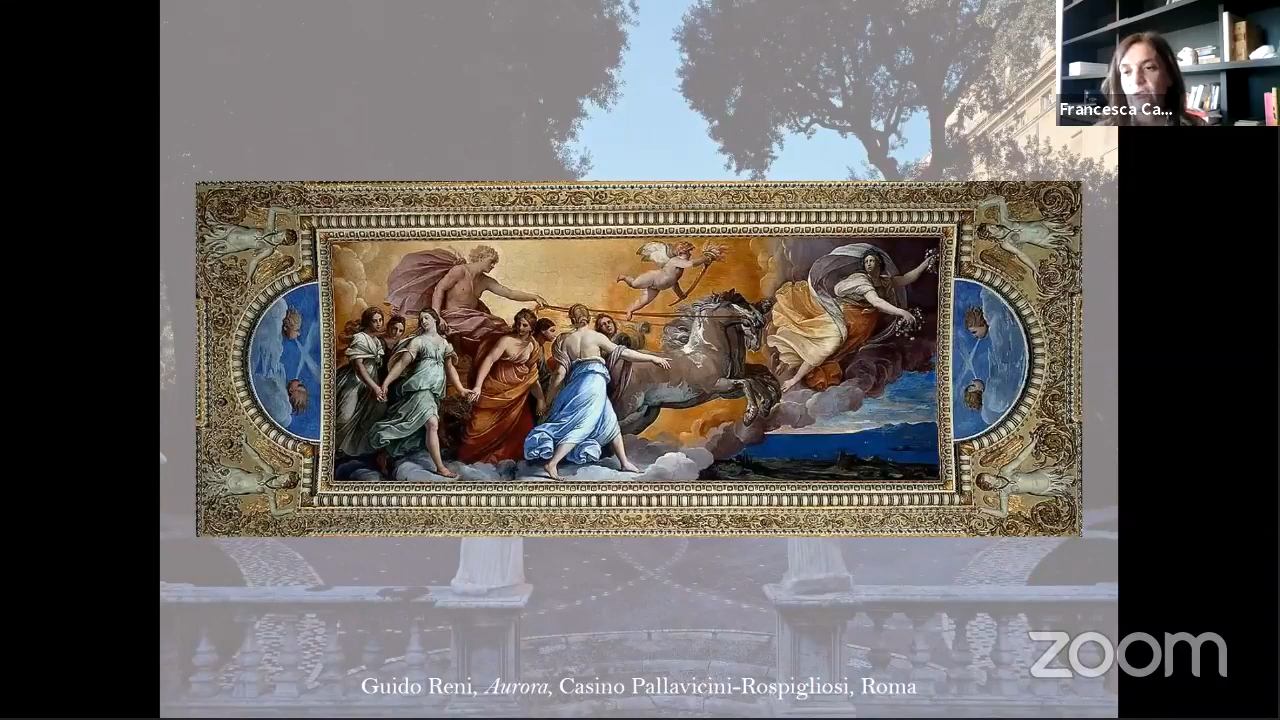 Francesca Ca...
zoom
Guido Reni, Aurora, Casino Pallavicini-Rospigliosi, Roma